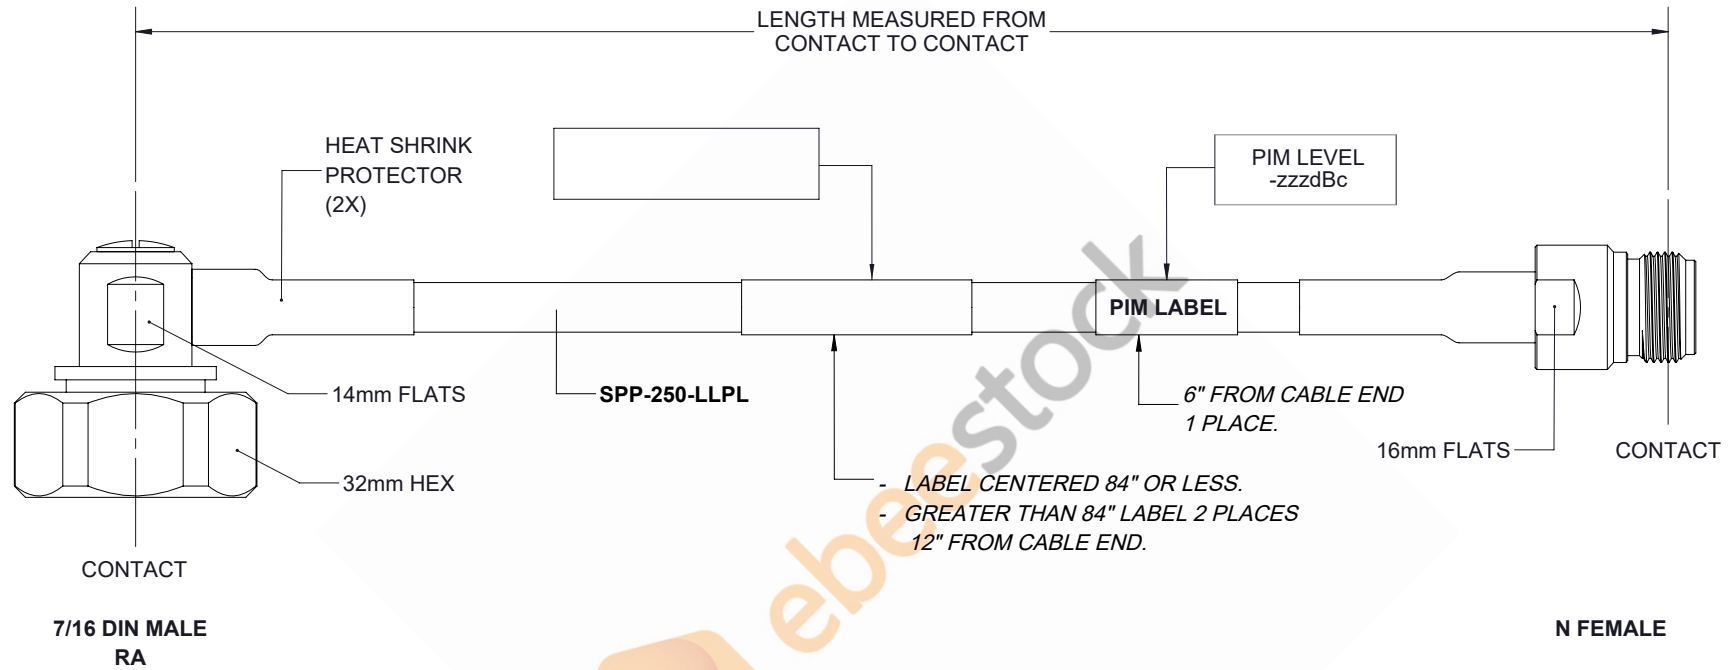 LENGTH MEASURED FROM
CONTACT TO CONTACT
HEAT SHRINK
PROTECTOR
(2X)
PIM LEVEL
-zzzdBc
PIM LABEL
14mm FLATS
SPP-250-LLPL
6" FROM CABLE END
1 PLACE.
16mm FLATS
CONTACT
32mm HEX
- LABEL CENTERED 84" OR LESS.
- GREATER THAN 84" LABEL 2 PLACES
12" FROM CABLE END.
CONTACT
7/16 DIN MALE
RA
N FEMALE
ebeestock